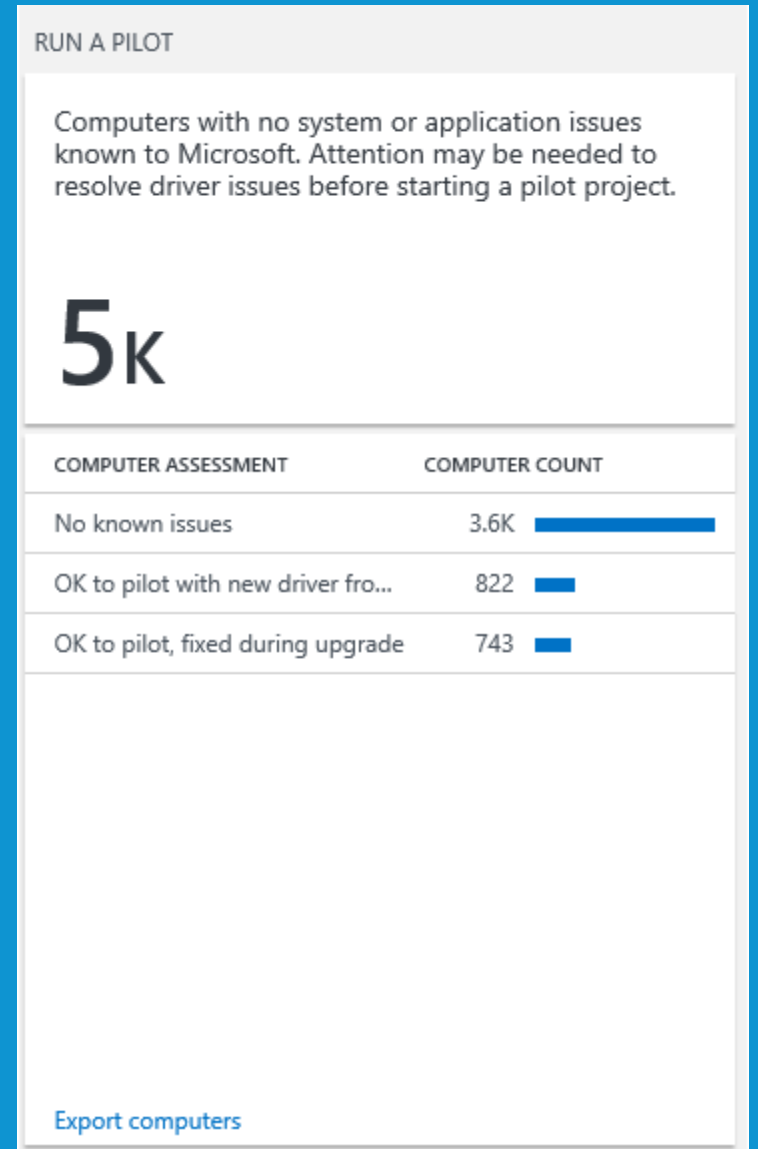 RUN A PILOT
Computers with no system or application issues
known to Microsoft. Attention may be needed to
resolve driver issues before starting a pilot project.
5K
COMPUTER ASSESSMENT COMPUTER COUNT
No known issues 3.6K
OK to pilot with new driver fro... 822
OK to pilot, fixed during upgrade 743
Export computers